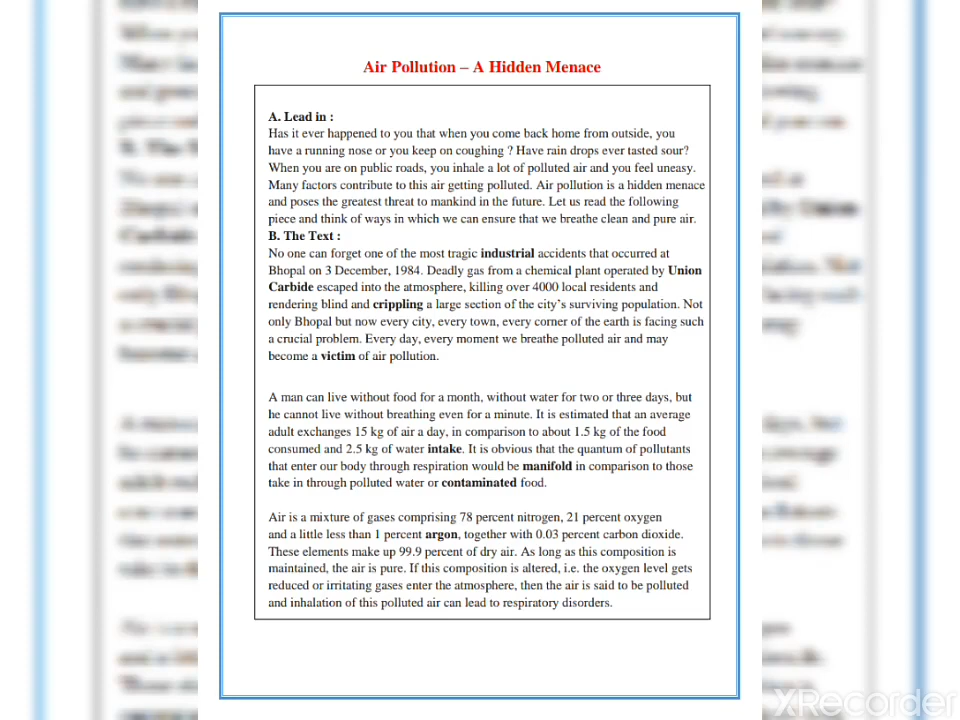 Air Pollution – A Hidden Menace
A. Lead in :
Has it ever happened to you that when you come back home from outside, you
have a running nose or you keep on coughing ? Have rain drops ever tasted sour?
When you are on public roads, you inhale a lot of polluted air and you feel uneasy.
Many factors contribute to this air getting polluted. Air pollution is a hidden menace
and poses the greatest threat to mankind in the future. Let us read the following
piece and think of ways in which we can ensure that we breathe clean and pure air.
B. The Text :
No one can forget one of the most tragic industrial accidents that occurred at
Bhopal on 3 December, 1984. Deadly gas from a chemical plant operated by Union
Carbide escaped into the atmosphere, killing over 4000 local residents and
rendering blind and crippling a large section of the city's surviving population. Not
only Bhopal but now every city, every town, every corner of the earth is facing such
a crucial problem. Every day, every moment we breathe polluted air and may
become a victim of air pollution.
A man can live without food for a month, without water for two or three days, but
he cannot live without breathing even for a minute. It is estimated that an average
adult exchanges 15 kg of air a day, in comparison to about 1.5 kg of the food
consumed and 2.5 kg of water intake. It is obvious that the quantum of pollutants
that enter our body through respiration would be manifold in comparison to those
take in through polluted water or contaminated food.
Air is a mixture of gases comprising 78 percent nitrogen, 21 percent oxygen
and a little less than 1 percent argon, together with 0.03 percent carbon dioxide.
These elements make up 99.9 percent of dry air. As long as this composition is
maintained, the air is pure. If this composition is altered, i.e. the oxygen level gets
reduced or irritating gases enter the atmosphere, then the air is said to be polluted
and inhalation of this polluted air can lead to respiratory disorders.
XRecorder